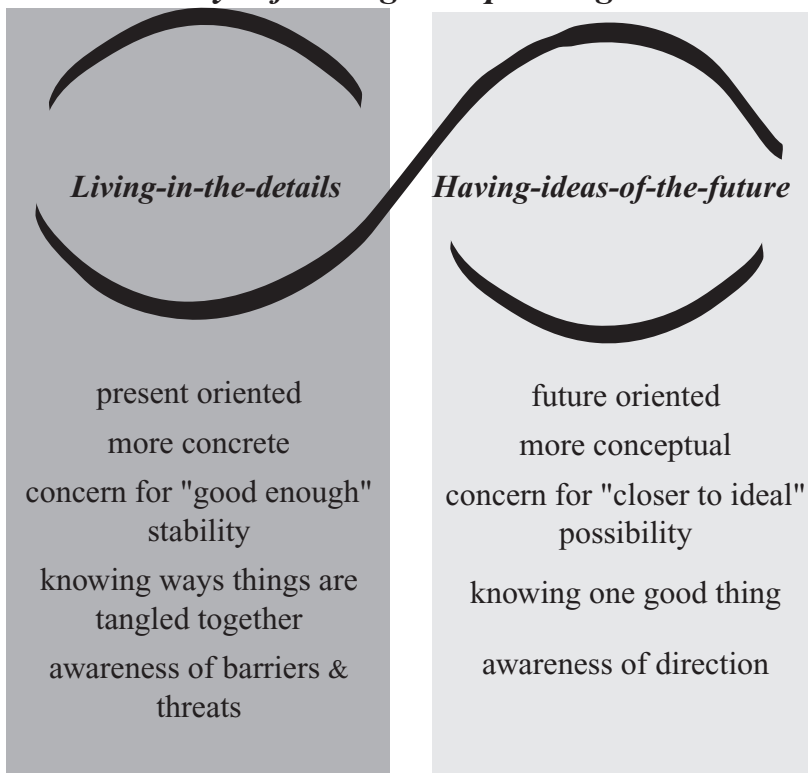 Living-in-the-details
present oriented
more concrete
concern for "good enough"
stability
knowing ways things are
tangled together
awareness of barriers &
threats
Having-ideas-of-the-future
future oriented
more conceptual
concern for "closer to ideal"
possibility
knowing one good thing
awareness of direction